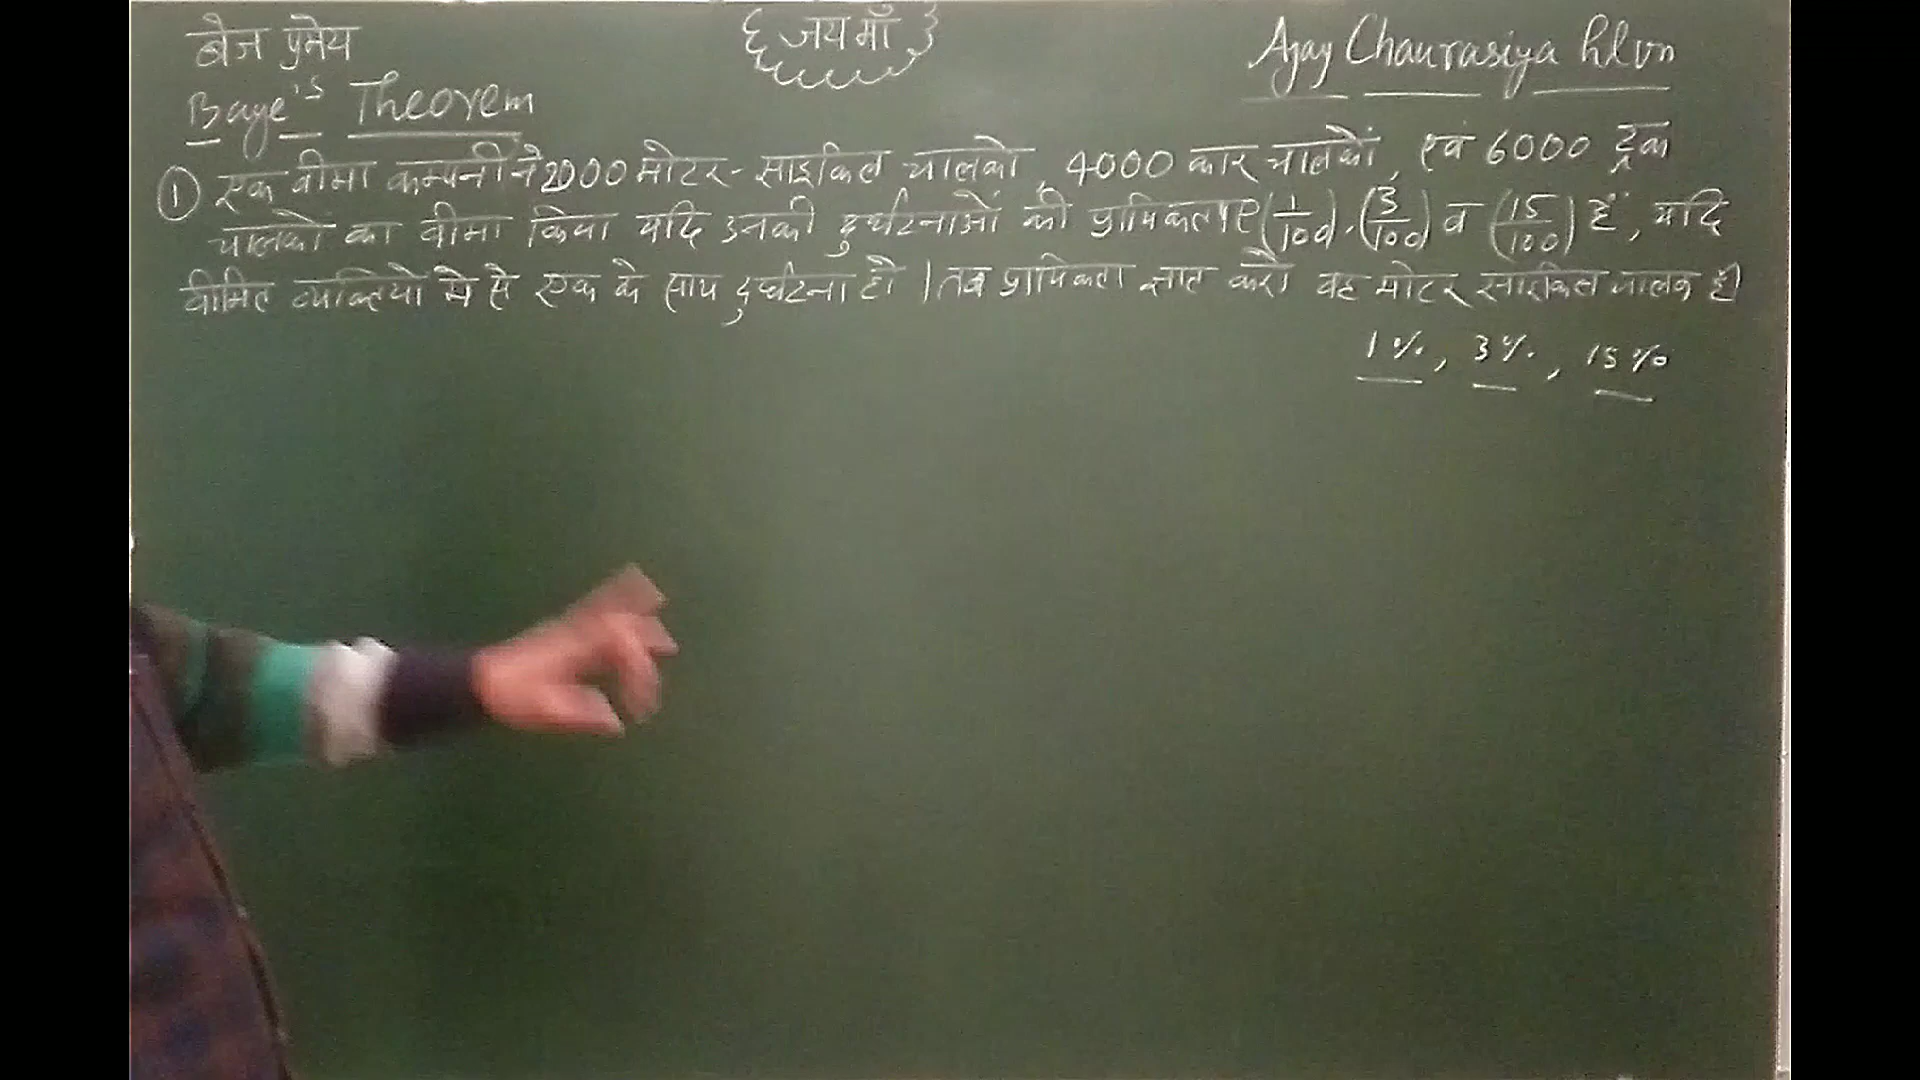 बेज प्रमेय
जय माँ
Ajay Chaurasiya hlvn
Baye's Theorem
① एक बीमा कम्पनी ने 2000 मोटर-साइकिल चालको, 4000 कार चालकों, एवं 6000 ट्रक
चालको का बीमा किया यदि उनकी दुर्घटनाओं की प्रायिकताएँ (1/100), (3/100) व (15/100) हैं, यदि
बीमित व्यक्तियो मे से एक के साथ दुर्घटना हो । तब प्रायिकता ज्ञात करो वह मोटर साइकिल चालक हो
1%, 3%, 15%